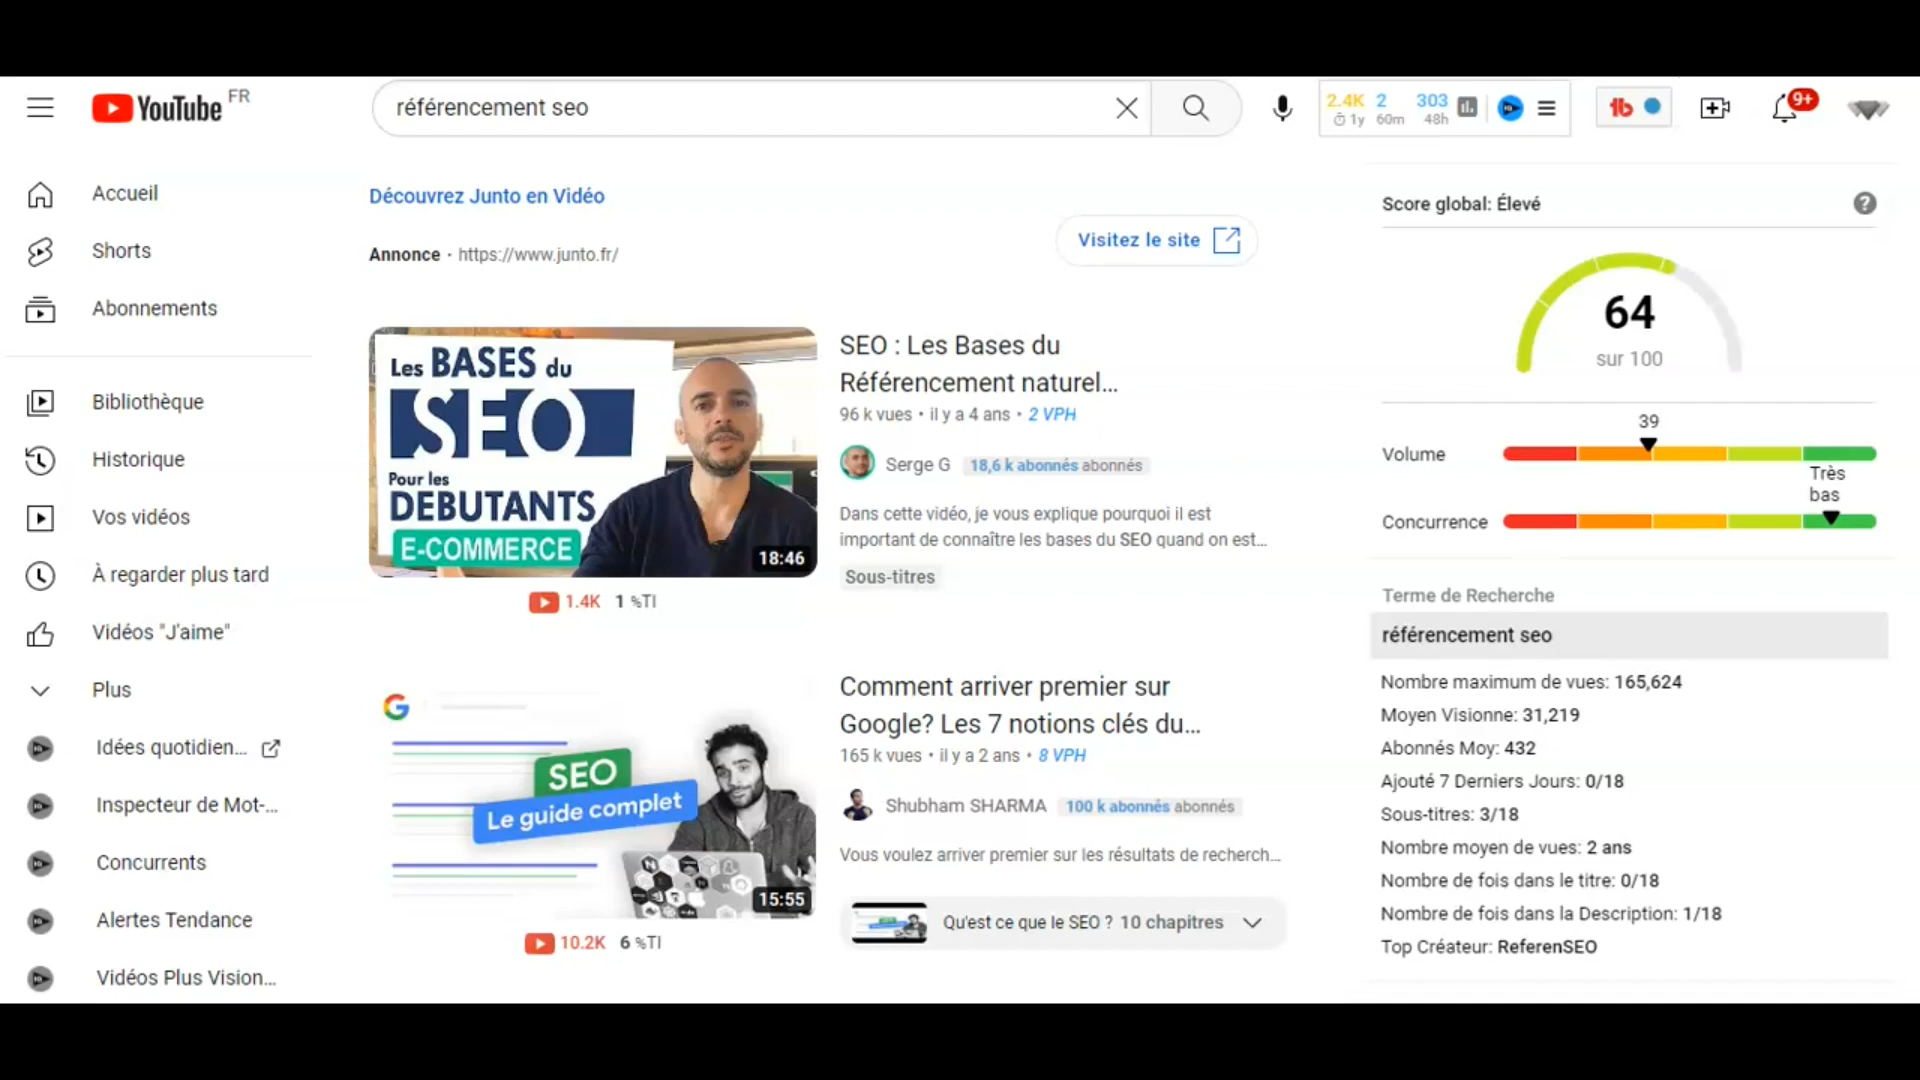 YouTube FR
référencement seo
2.4K 2 303
1y 60m 48h
9+
Accueil
Shorts
Abonnements
Bibliothèque
Historique
Vos vidéos
À regarder plus tard
Vidéos "J'aime"
Plus
Idées quotidien...
Inspecteur de Mot-...
Concurrents
Alertes Tendance
Vidéos Plus Vision...
Découvrez Junto en Vidéo
Annonce · https://www.junto.fr/
Visitez le site
Les BASES du
SEO
Pour les
DEBUTANTS
E-COMMERCE
18:46
1.4K 1 %TI
SEO : Les Bases du
Référencement naturel...
96 k vues • il y a 4 ans • 2 VPH
Serge G 18,6 k abonnés abonnés
Dans cette vidéo, je vous explique pourquoi il est
important de connaître les bases du SEO quand on est...
Sous-titres
SEO
Le guide complet
15:55
10.2K 6 %TI
Comment arriver premier sur
Google? Les 7 notions clés du...
165 k vues • il y a 2 ans • 8 VPH
Shubham SHARMA 100 k abonnés abonnés
Vous voulez arriver premier sur les résultats de recherch...
Qu'est ce que le SEO ? 10 chapitres
Score global: Élevé
64
sur 100
39
Volume
Très
bas
Concurrence
Terme de Recherche
référencement seo
Nombre maximum de vues: 165,624
Moyen Visionne: 31,219
Abonnés Moy: 432
Ajouté 7 Derniers Jours: 0/18
Sous-titres: 3/18
Nombre moyen de vues: 2 ans
Nombre de fois dans le titre: 0/18
Nombre de fois dans la Description: 1/18
Top Créateur: ReferenSEO